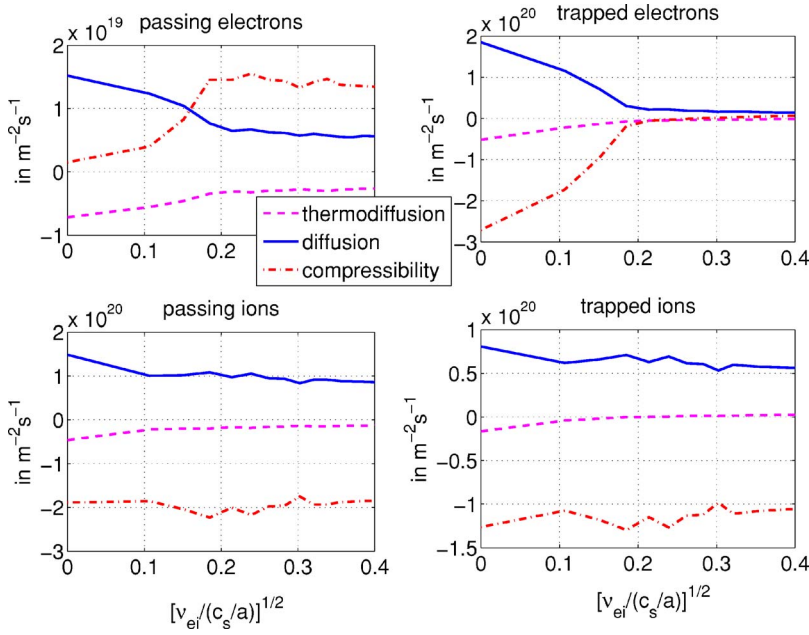 passing electrons
x 10^19
in m^−2 s^−1
2
1
0
−1
0 0.1 0.2 0.3 0.4
trapped electrons
x 10^20
in m^−2 s^−1
2
1
0
−1
−2
−3
0 0.1 0.2 0.3 0.4
thermodiffusion
diffusion
compressibility
passing ions
x 10^20
in m^−2 s^−1
2
1
0
−1
−2
−3
0 0.1 0.2 0.3 0.4
[ν_ei/(c_s/a)]^1/2
trapped ions
x 10^20
in m^−2 s^−1
1
0.5
0
−0.5
−1
−1.5
0 0.1 0.2 0.3 0.4
[ν_ei/(c_s/a)]^1/2